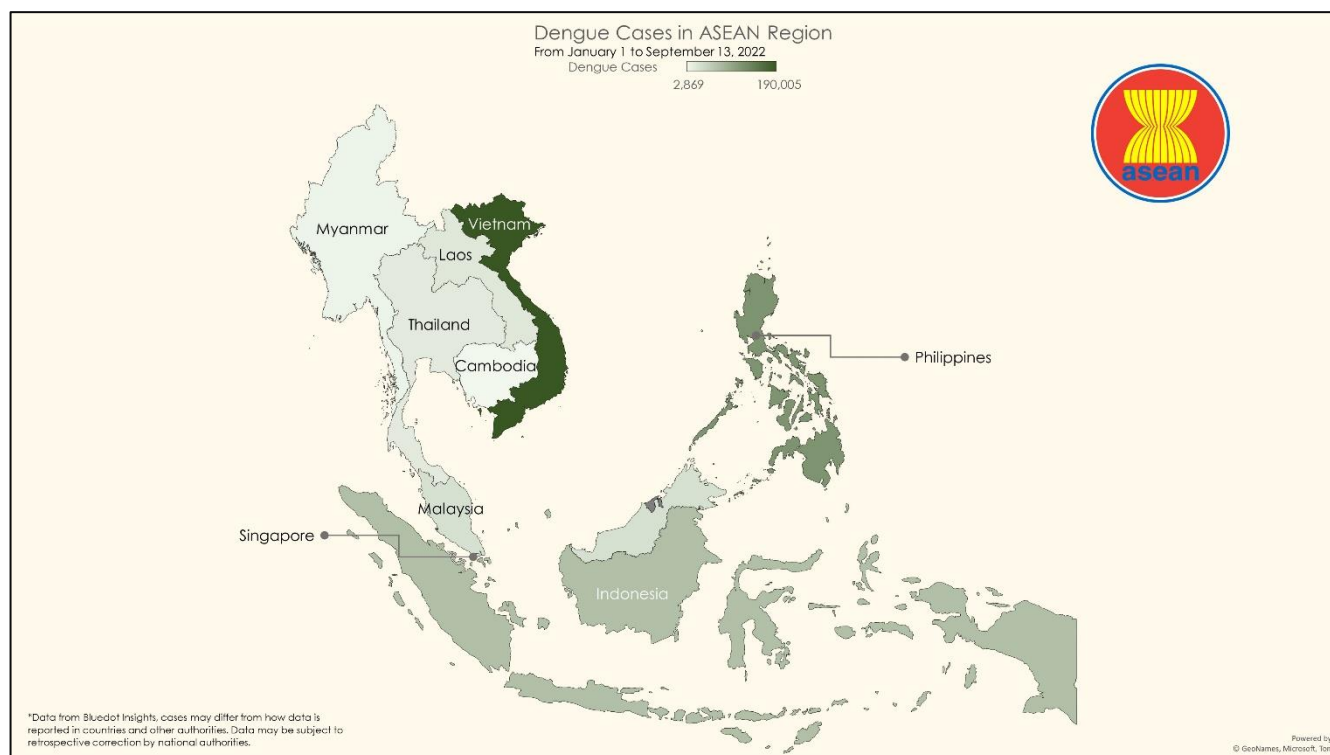 Dengue Cases in ASEAN Region
From January 1 to September 13, 2022
Dengue Cases
2,869 190,005
asean
Myanmar
Vietnam
Laos
Thailand
Cambodia
Philippines
Malaysia
Singapore
Indonesia
*Data from Bluedot Insights, cases may differ from how data is
reported in countries and other authorities. Data may be subject to
retrospective correction by national authorities.
Powered by
© GeoNames, Microsoft,